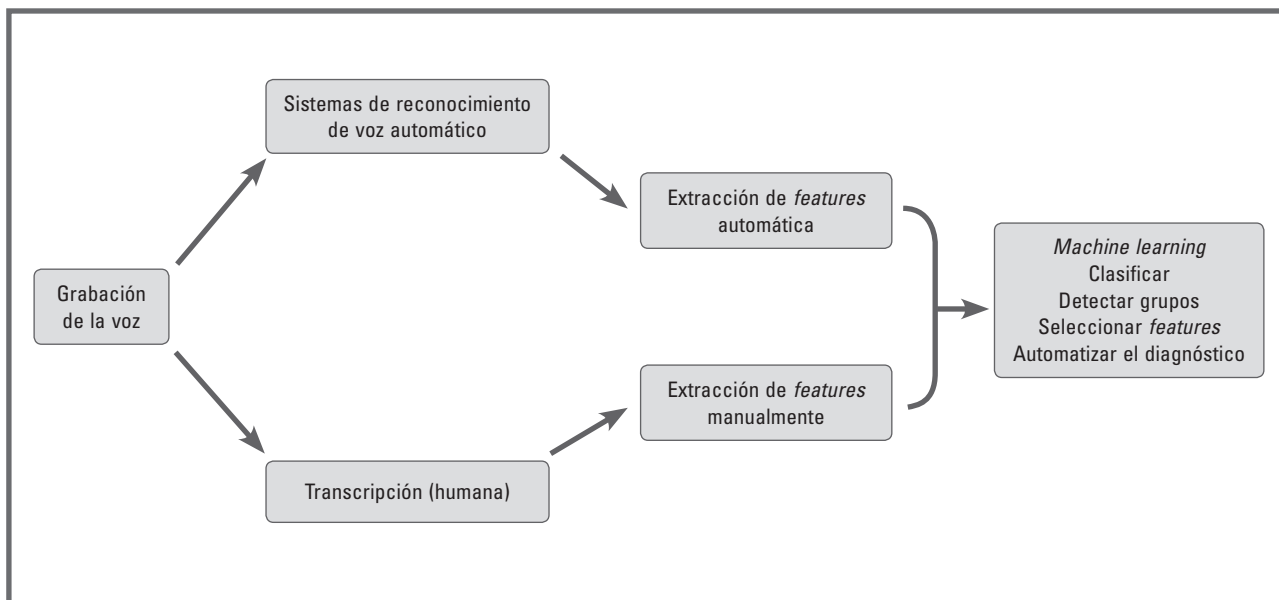 Grabación
de la voz
Sistemas de reconocimiento
de voz automático
Transcripción (humana)
Extracción de features
automática
Extracción de features
manualmente
Machine learning
Clasificar
Detectar grupos
Seleccionar features
Automatizar el diagnóstico